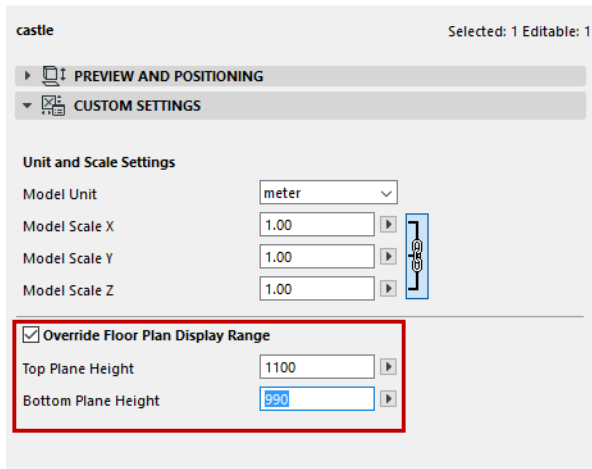 castle Selected: 1 Editable: 1
PREVIEW AND POSITIONING
CUSTOM SETTINGS
Unit and Scale Settings
Model Unit meter
Model Scale X 1.00
Model Scale Y 1.00
Model Scale Z 1.00
Override Floor Plan Display Range
Top Plane Height 1100
Bottom Plane Height 990